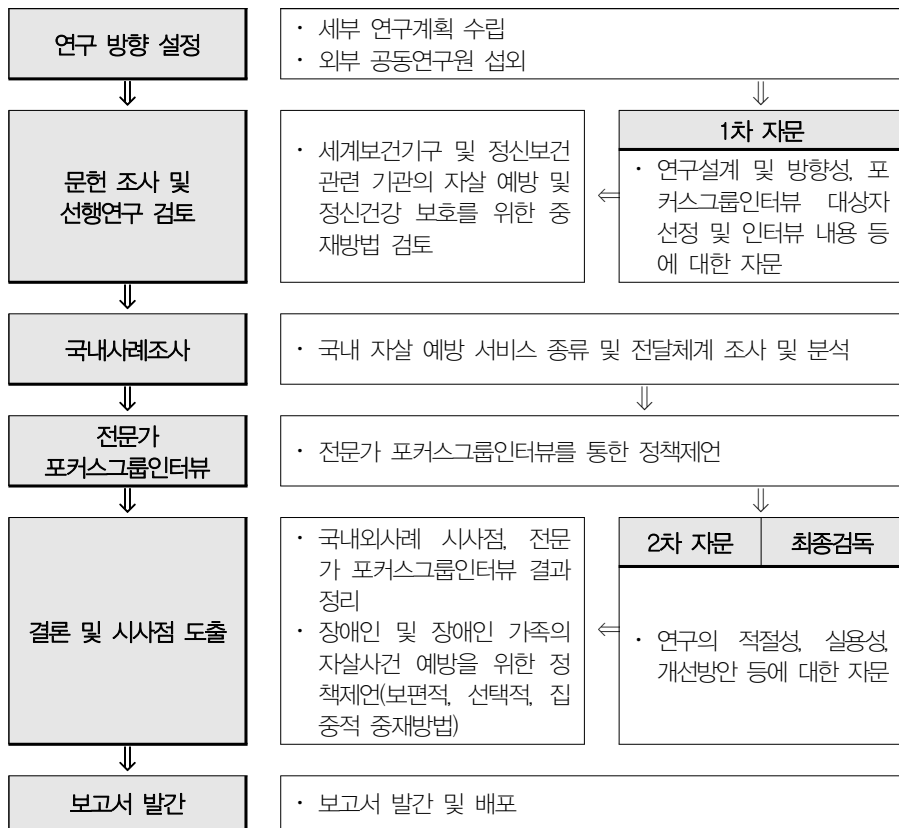 연구 방향 설정
· 세부 연구계획 수립
· 외부 공동연구원 섭외
⇓
⇓
문헌 조사 및
선행연구 검토
· 세계보건기구 및 정신보건
관련 기관의 자살 예방 및
정신건강 보호를 위한 중
재방법 검토
⇐
1차 자문
· 연구설계 및 방향성, 포
커스그룹인터뷰 대상자
선정 및 인터뷰 내용 등
에 대한 자문
⇓
국내사례조사
· 국내 자살 예방 서비스 종류 및 전달체계 조사 및 분석
⇓
⇓
전문가
포커스그룹인터뷰
· 전문가 포커스그룹인터뷰를 통한 정책제언
⇓
⇓
결론 및 시사점 도출
· 국내외사례 시사점, 전문
가 포커스그룹인터뷰 결과
정리
· 장애인 및 장애인 가족의
자살사건 예방을 위한 정
책제언(보편적, 선택적, 집
중적 중재방법)
⇐
2차 자문
최종검독
· 연구의 적절성, 실용성,
개선방안 등에 대한 자문
⇓
보고서 발간
· 보고서 발간 및 배포